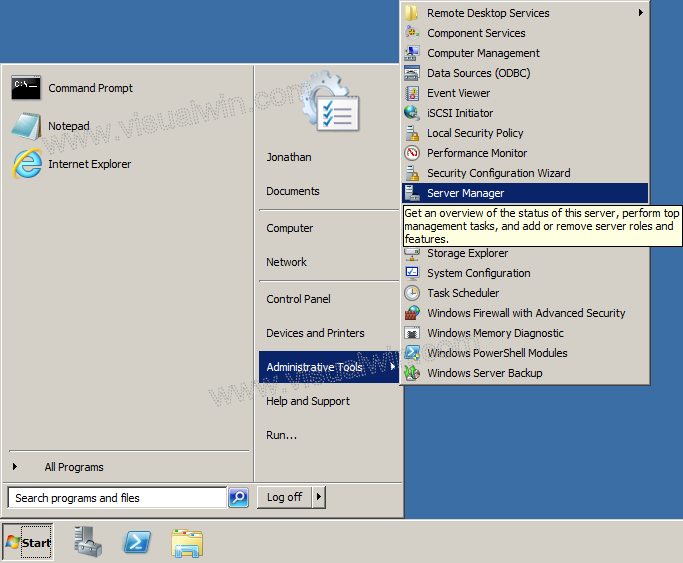 Command Prompt
Notepad
Internet Explorer
All Programs
Search programs and files
Jonathan
Documents
Computer
Network
Control Panel
Devices and Printers
Administrative Tools
Help and Support
Run...
Log off
Remote Desktop Services
Component Services
Computer Management
Data Sources (ODBC)
Event Viewer
iSCSI Initiator
Local Security Policy
Performance Monitor
Security Configuration Wizard
Server Manager
Get an overview of the status of this server, perform top
management tasks, and add or remove server roles and
features.
Storage Explorer
System Configuration
Task Scheduler
Windows Firewall with Advanced Security
Windows Memory Diagnostic
Windows PowerShell Modules
Windows Server Backup
Start
www.visualwin.com
www.visualwin.com
C:\_